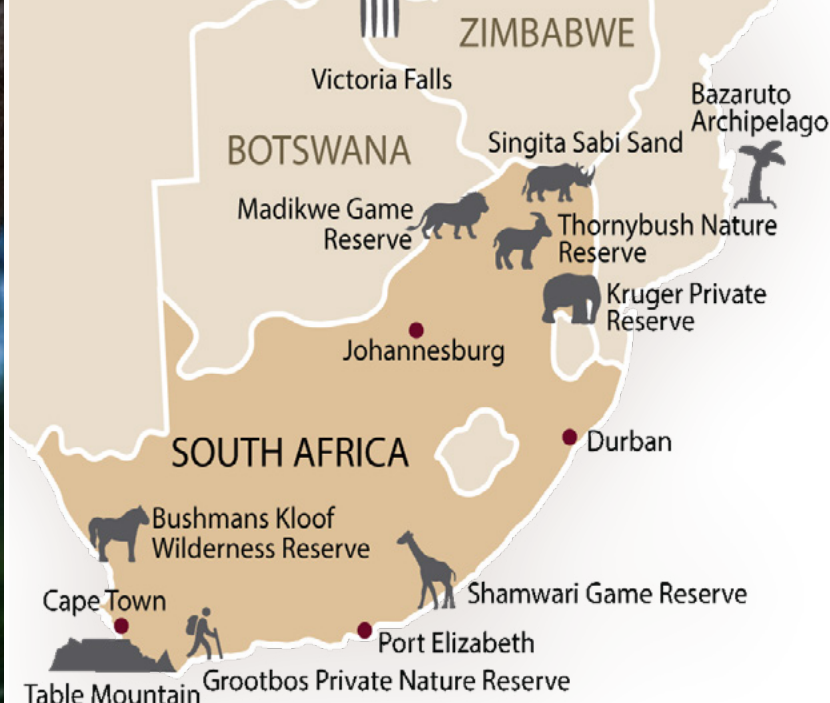 ZIMBABWE
Victoria Falls
Bazaruto
Archipelago
BOTSWANA
Singita Sabi Sand
Madikwe Game
Reserve
Thornybush Nature
Reserve
Kruger Private
Reserve
Johannesburg
SOUTH AFRICA
Durban
Bushmans Kloof
Wilderness Reserve
Cape Town
Shamwari Game Reserve
Port Elizabeth
Grootbos Private Nature Reserve
Table Mountain